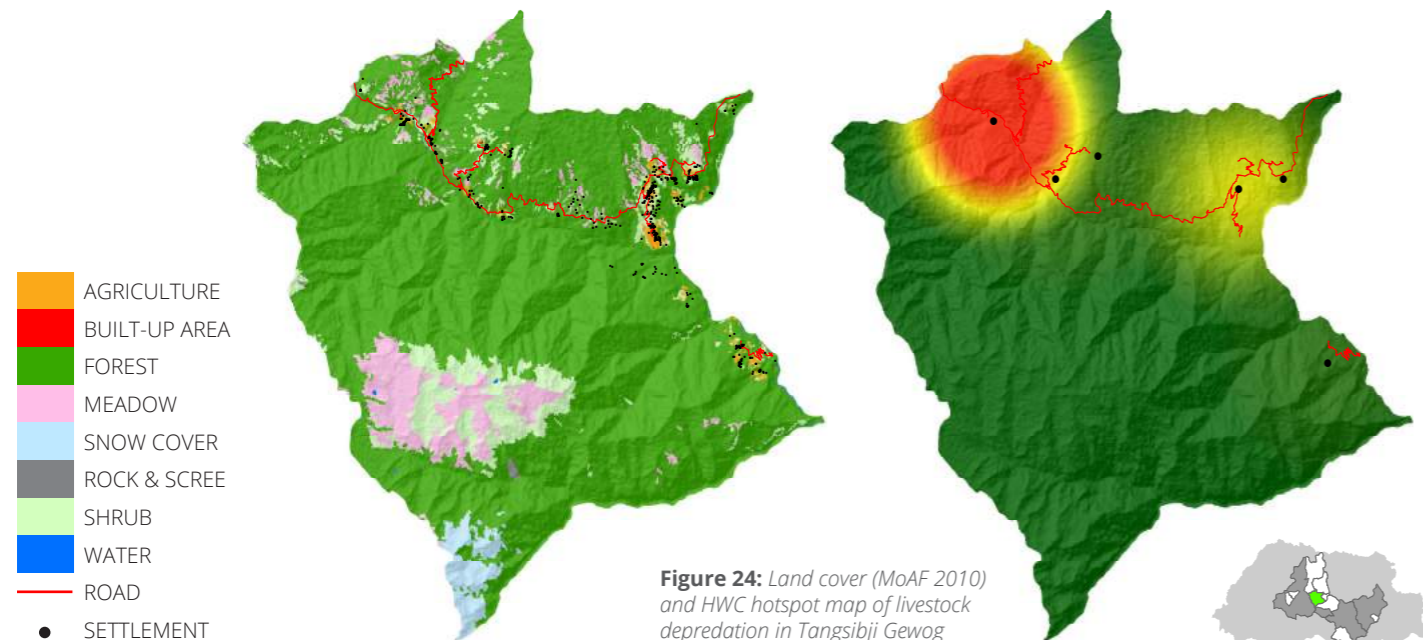 AGRICULTURE
BUILT-UP AREA
FOREST
MEADOW
SNOW COVER
ROCK & SCREE
SHRUB
WATER
ROAD
SETTLEMENT
Figure 24: Land cover (MoAF 2010)
and HWC hotspot map of livestock
depredation in Tangsibji Gewog